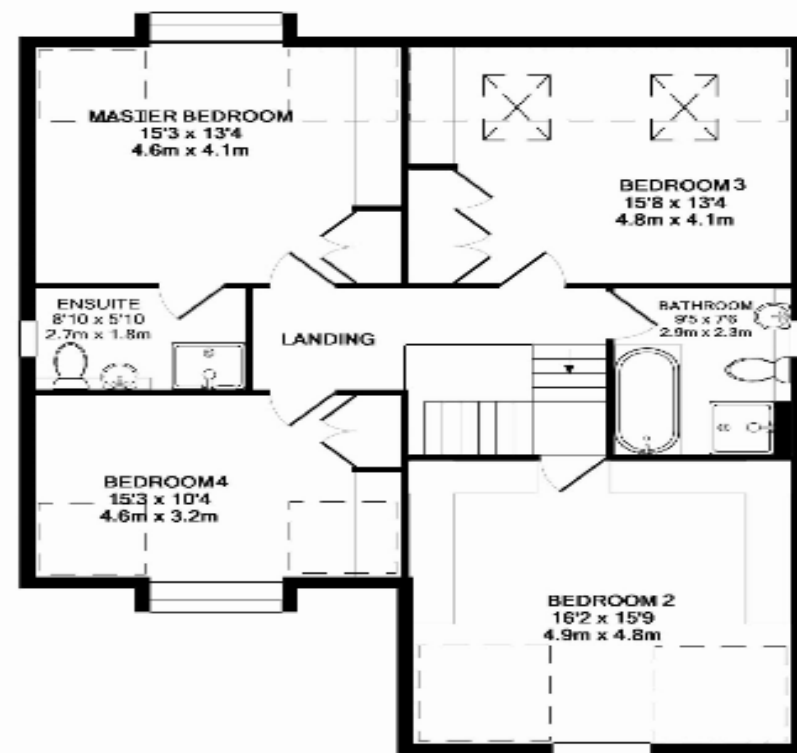 MASTER BEDROOM
15'3 x 13'4
4.6m x 4.1m
BEDROOM 3
15'8 x 13'4
4.8m x 4.1m
ENSUITE
8'10 x 5'10
2.7m x 1.8m
LANDING
BATHROOM
9'5 x 7'6
2.9m x 2.3m
BEDROOM 4
15'3 x 10'4
4.6m x 3.2m
BEDROOM 2
16'2 x 15'9
4.9m x 4.8m